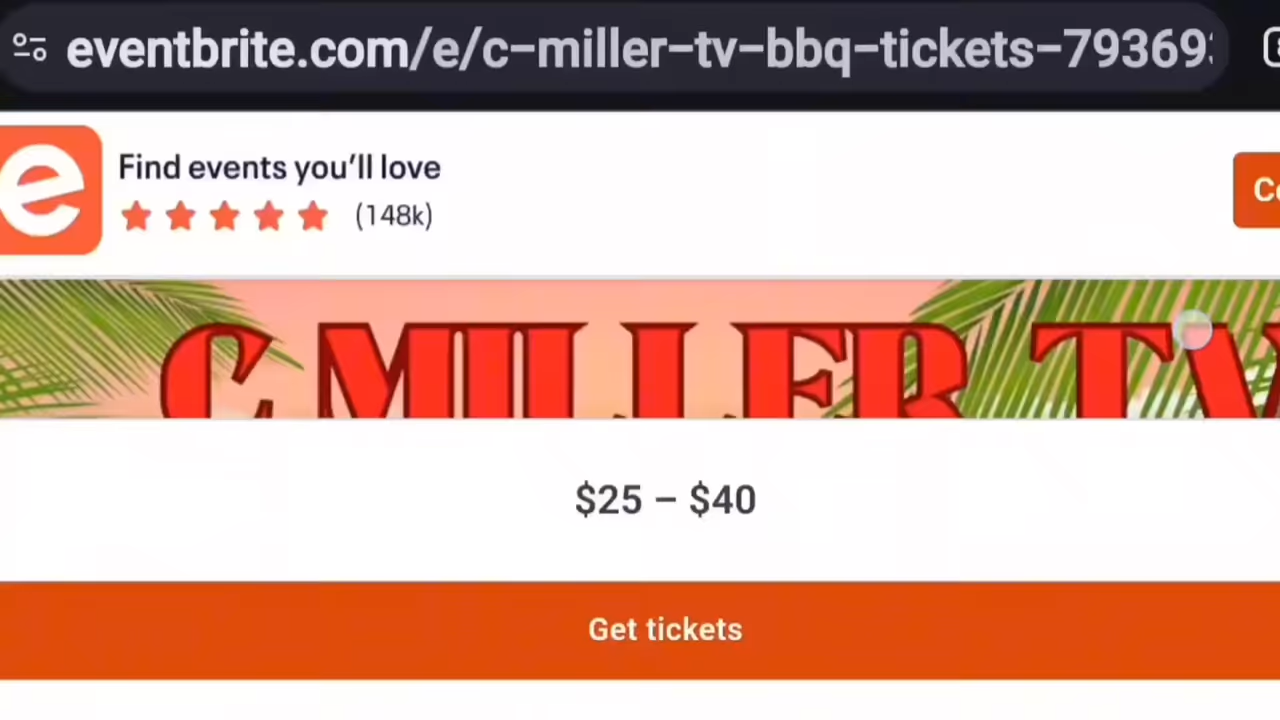 eventbrite.com/e/c-miller-tv-bbq-tickets-79369
e
Find events you'll love
(148k)
C MILLER TV
$25 – $40
Get tickets